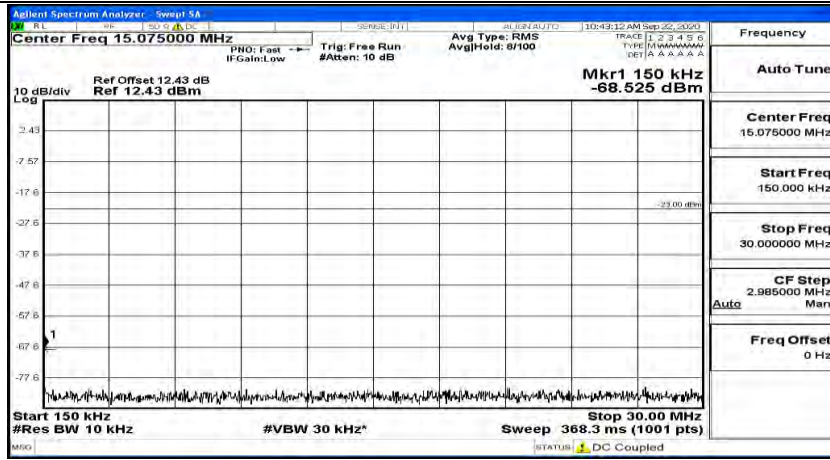 Agilent Spectrum Analyzer - Swept SA
RL RF 50 Ω DC SENSE:INT ALIGN AUTO 10:43:12 AM Sep 22, 2020
Center Freq 15.075000 MHz
PNO: Fast
IFGain:Low
Trig: Free Run
#Atten: 10 dB
Avg Type: RMS
Avg|Hold: 8/100
TRACE 1 2 3 4 5 6
TYPE M W W W W W
DET A A A A A A
Ref Offset 12.43 dB
10 dB/div Ref 12.43 dBm
Log
Mkr1 150 kHz
-68.525 dBm
2.43
-7.57
-17.6
-23.00 dBm
-27.6
-37.6
-47.6
-57.6
1
-67.6
-77.6
Start 150 kHz
Stop 30.00 MHz
#Res BW 10 kHz
#VBW 30 kHz*
Sweep 368.3 ms (1001 pts)
MSG
STATUS DC Coupled
Frequency
Auto Tune
Center Freq
15.075000 MHz
Start Freq
150.000 kHz
Stop Freq
30.000000 MHz
CF Step
2.985000 MHz
Auto Man
Freq Offset
0 Hz